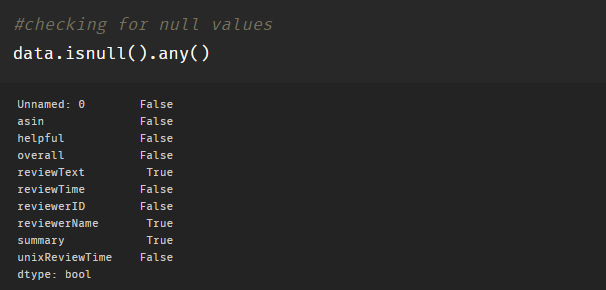 #checking for null values
data.isnull().any()
Unnamed: 0        False
asin              False
helpful           False
overall           False
reviewText         True
reviewTime        False
reviewerID        False
reviewerName       True
summary            True
unixReviewTime    False
dtype: bool